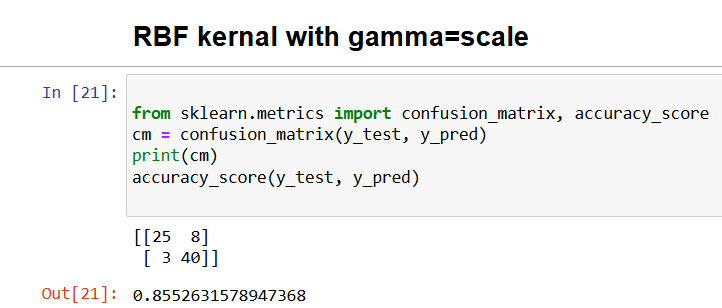 RBF kernal with gamma=scale
In [21]:
from sklearn.metrics import confusion_matrix, accuracy_score
cm = confusion_matrix(y_test, y_pred)
print(cm)
accuracy_score(y_test, y_pred)
[[25  8]
 [ 3 40]]
Out[21]: 0.8552631578947368